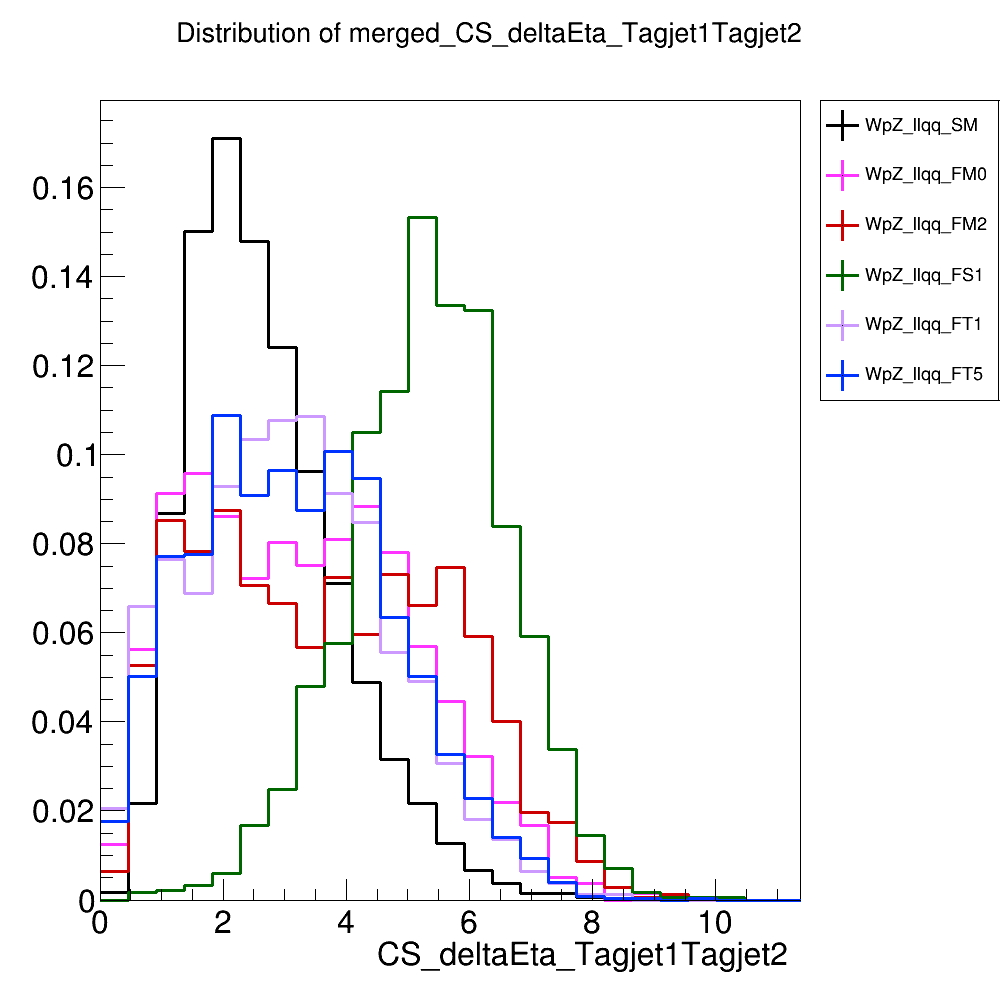 Distribution of merged_CS_deltaEta_Tagjet1Tagjet2
WpZ_llqq_SM
WpZ_llqq_FM0
WpZ_llqq_FM2
WpZ_llqq_FS1
WpZ_llqq_FT1
WpZ_llqq_FT5
0.16
0.14
0.12
0.1
0.08
0.06
0.04
0.02
0
0 2 4 6 8 10
CS_deltaEta_Tagjet1Tagjet2